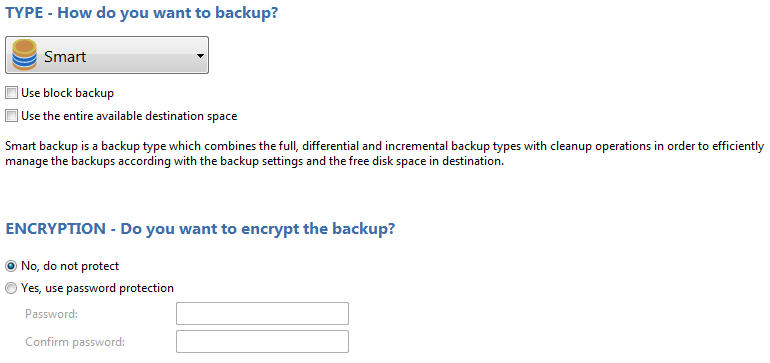 TYPE - How do you want to backup?
Smart
Use block backup
Use the entire available destination space
Smart backup is a backup type which combines the full, differential and incremental backup types with cleanup operations in order to efficiently
manage the backups according with the backup settings and the free disk space in destination.
ENCRYPTION - Do you want to encrypt the backup?
No, do not protect
Yes, use password protection
Password:
Confirm password: